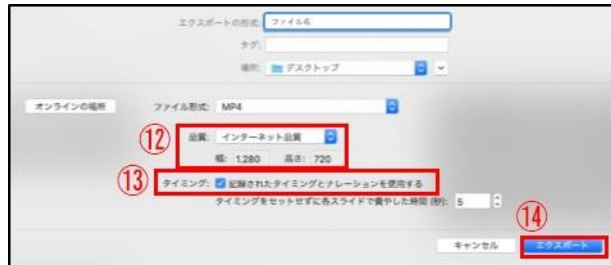 エクスポートの形式: ファイル名
タグ:
場所: デスクトップ
オンラインの場所 ファイル形式: MP4
⑫ 品質: インターネット品質
幅: 1,280 高さ: 720
⑬ タイミング: 記録されたタイミングとナレーションを使用する
タイミングをセットせずに各スライドで費やした時間 (秒): 5
⑭
キャンセル エクスポート